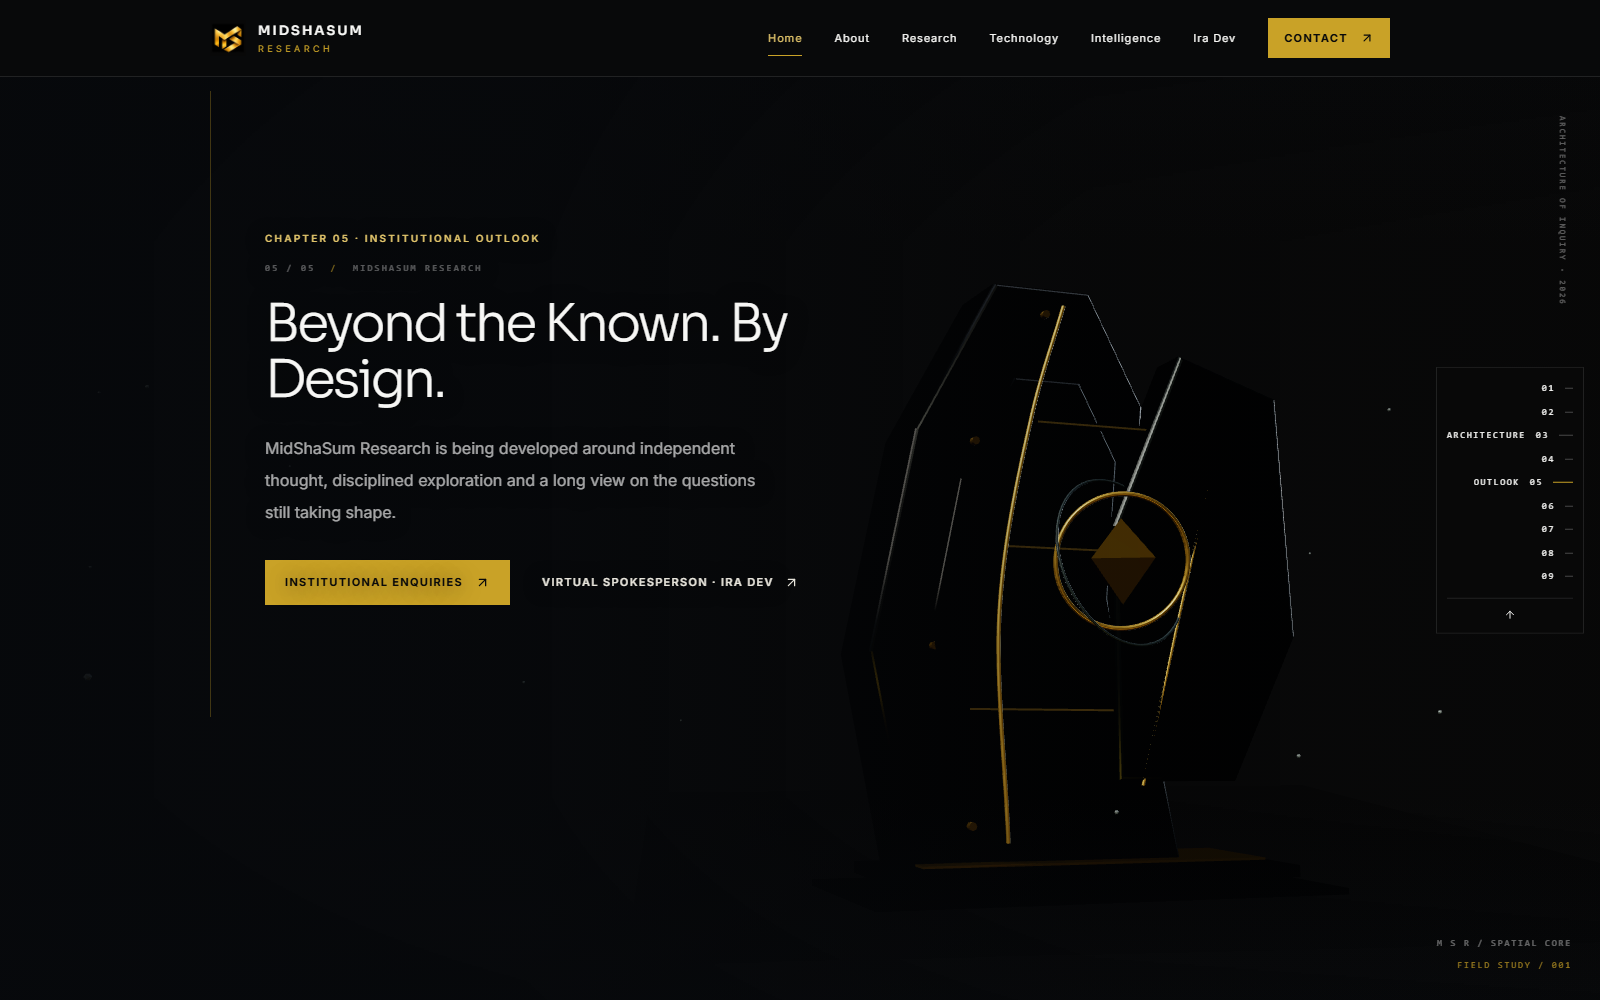 MIDSHASUM
RESEARCH
Home
About
Research
Technology
Intelligence
Ira Dev
CONTACT
ARCHITECTURE OF INQUIRY · 2026
CHAPTER 05 · INSTITUTIONAL OUTLOOK
05 / 05 / MIDSHASUM RESEARCH
Beyond the Known. By
Design.
MidShaSum Research is being developed around independent
thought, disciplined exploration and a long view on the questions
still taking shape.
INSTITUTIONAL ENQUIRIES
VIRTUAL SPOKESPERSON · IRA DEV
01
02
ARCHITECTURE 03
04
OUTLOOK 05
06
07
08
09
M S R / SPATIAL CORE
FIELD STUDY / 001